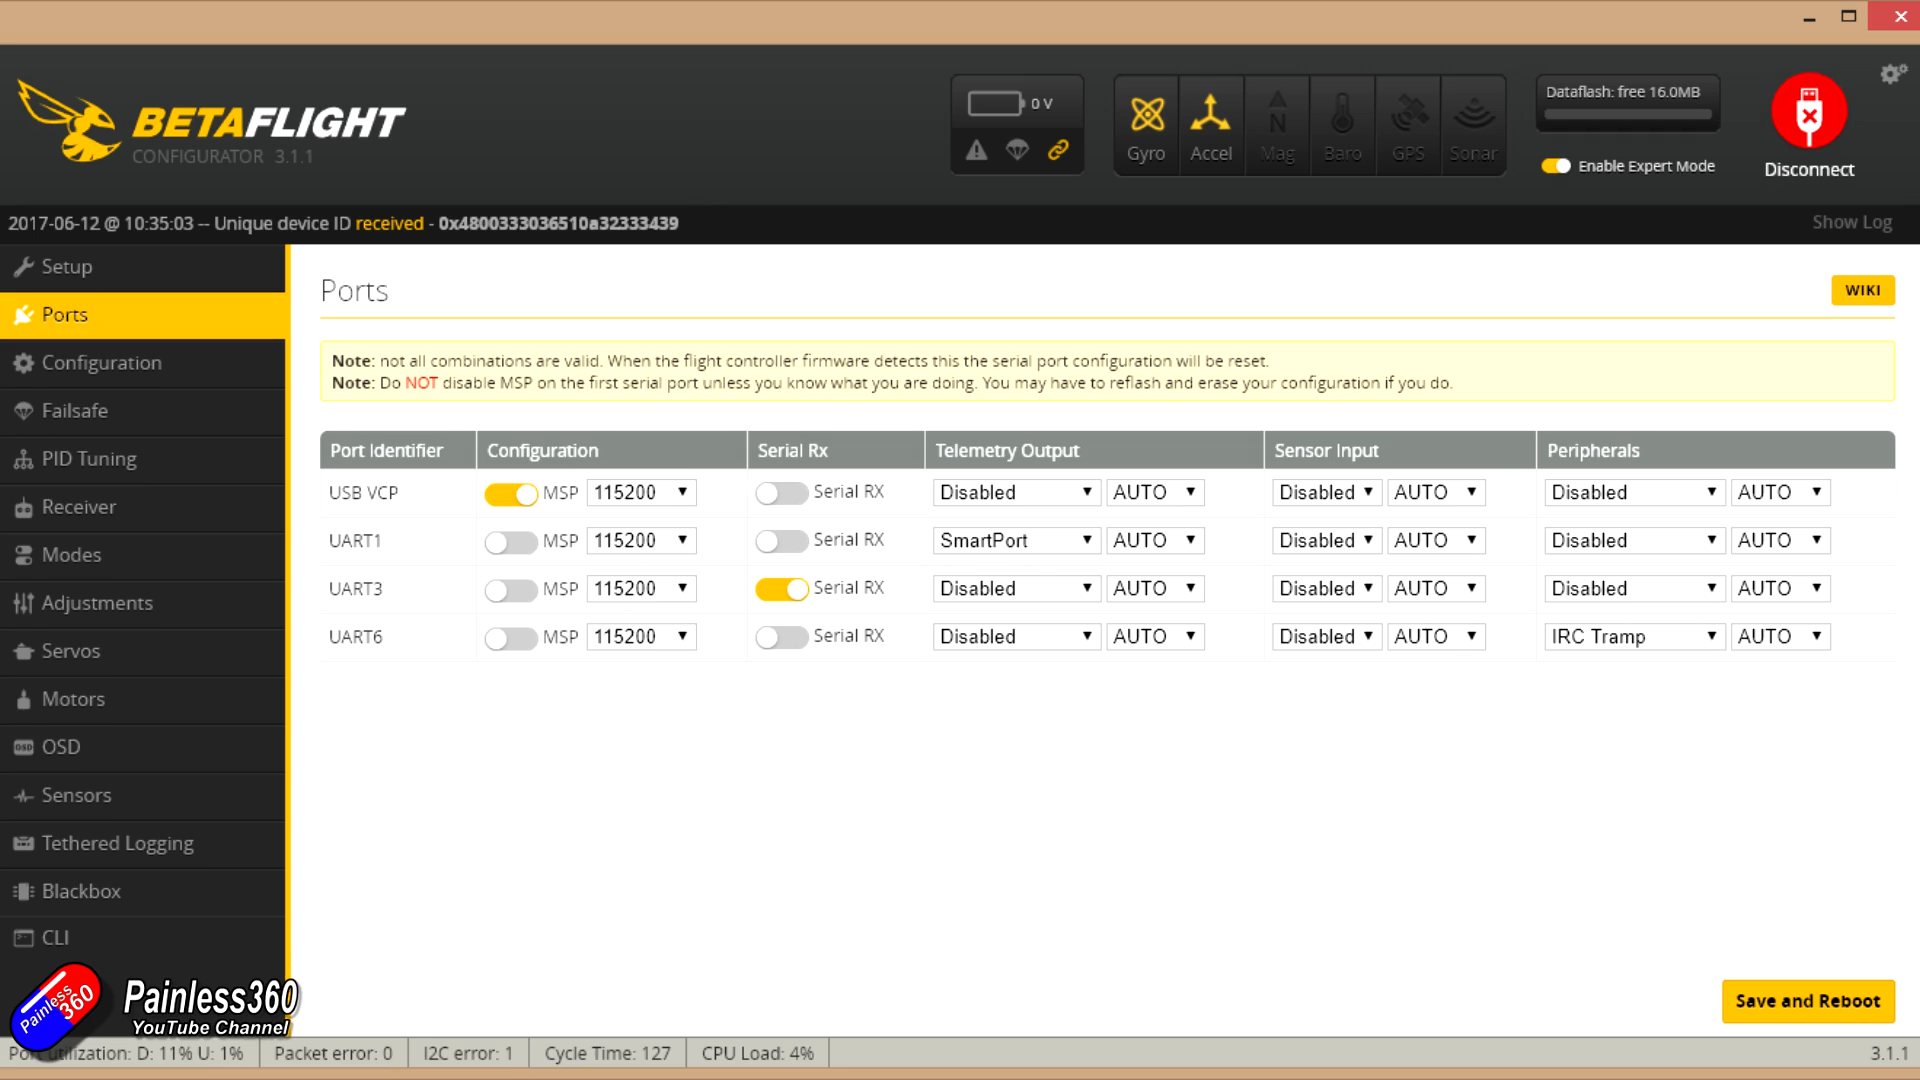 BETAFLIGHT
CONFIGURATOR 3.1.1
0 V
Gyro Accel Mag Baro GPS Sonar
Dataflash: free 16.0MB
Enable Expert Mode
Disconnect
2017-06-12 @ 10:35:03 -- Unique device ID received - 0x4800333036510a32333439
Show Log
Setup
Ports
Configuration
Failsafe
PID Tuning
Receiver
Modes
Adjustments
Servos
Motors
OSD
Sensors
Tethered Logging
Blackbox
CLI
Ports
WIKI
Note: not all combinations are valid. When the flight controller firmware detects this the serial port configuration will be reset.
Note: Do NOT disable MSP on the first serial port unless you know what you are doing. You may have to reflash and erase your configuration if you do.
Port Identifier Configuration Serial Rx Telemetry Output Sensor Input Peripherals
USB VCP MSP 115200 Serial RX Disabled AUTO Disabled AUTO Disabled AUTO
UART1 MSP 115200 Serial RX SmartPort AUTO Disabled AUTO Disabled AUTO
UART3 MSP 115200 Serial RX Disabled AUTO Disabled AUTO Disabled AUTO
UART6 MSP 115200 Serial RX Disabled AUTO Disabled AUTO IRC Tramp AUTO
Save and Reboot
Painless 360
Painless360
YouTube Channel
Port utilization: D: 11% U: 1% Packet error: 0 I2C error: 1 Cycle Time: 127 CPU Load: 4% 3.1.1